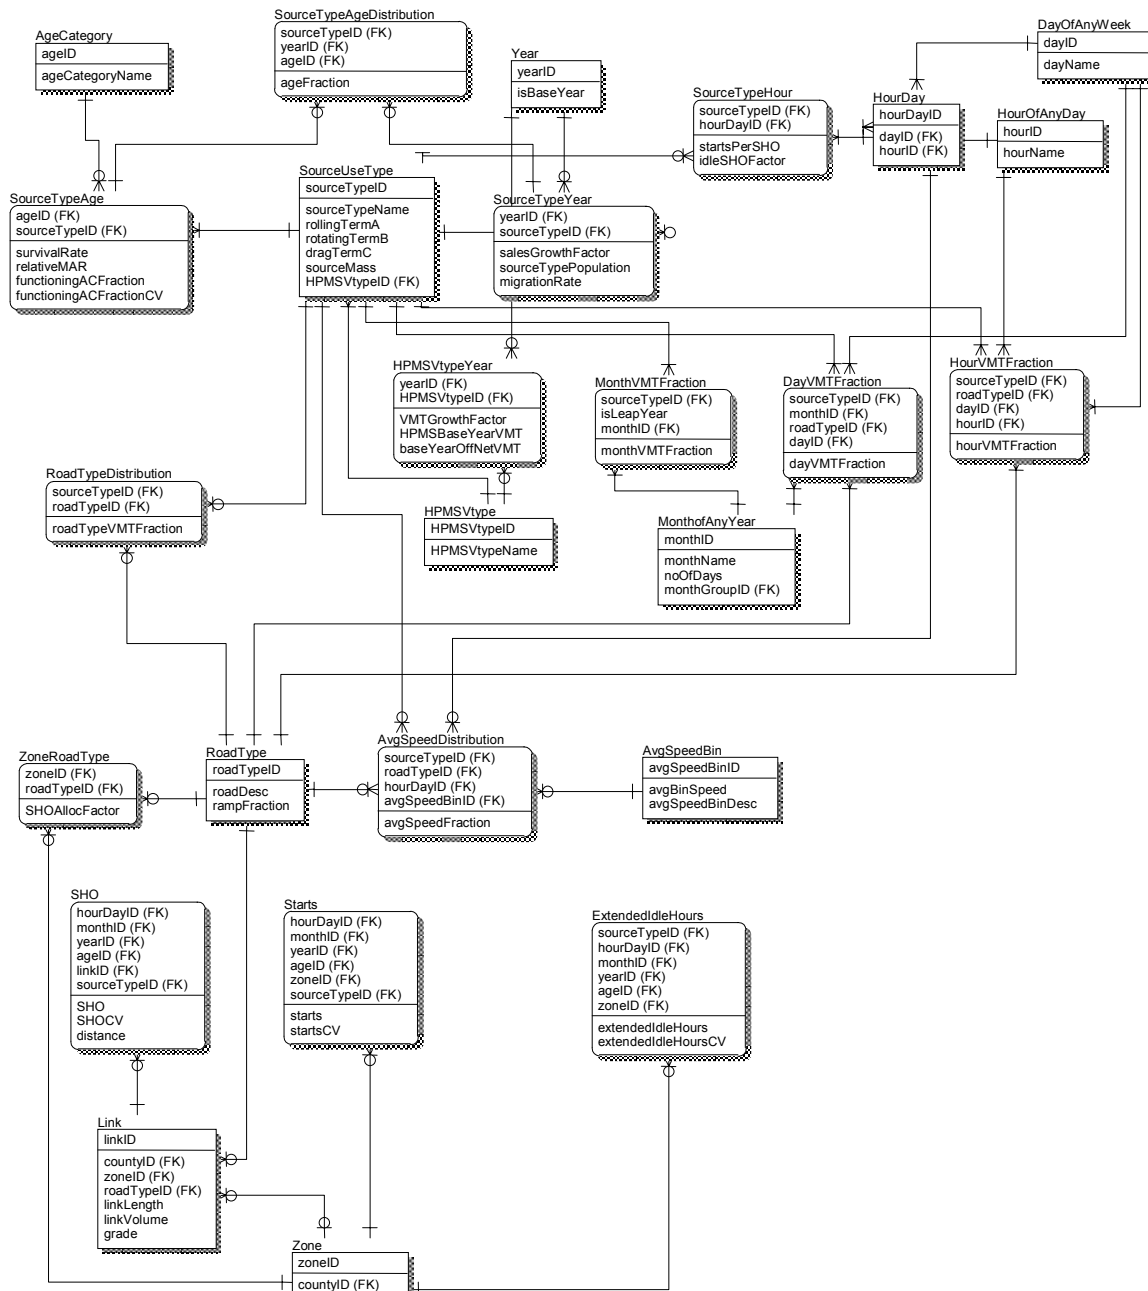 AgeCategory
ageID
ageCategoryName
SourceTypeAgeDistribution
sourceTypeID (FK)
yearID (FK)
ageID (FK)
ageFraction
Year
yearID
isBaseYear
DayOfAnyWeek
dayID
dayName
SourceTypeHour
sourceTypeID (FK)
hourDayID (FK)
startsPerSHO
idleSHOFactor
HourDay
hourDayID
dayID (FK)
hourID (FK)
HourOfAnyDay
hourID
hourName
SourceTypeAge
ageID (FK)
sourceTypeID (FK)
survivalRate
relativeMAR
functioningACFraction
functioningACFractionCV
SourceUseType
sourceTypeID
sourceTypeName
rollingTermA
rotatingTermB
dragTermC
sourceMass
HPMSVtypeID (FK)
SourceTypeYear
yearID (FK)
sourceTypeID (FK)
salesGrowthFactor
sourceTypePopulation
migrationRate
HPMSVtypeYear
yearID (FK)
HPMSVtypeID (FK)
VMTGrowthFactor
HPMSBaseYearVMT
baseYearOffNetVMT
MonthVMTFraction
sourceTypeID (FK)
isLeapYear
monthID (FK)
monthVMTFraction
DayVMTFraction
sourceTypeID (FK)
monthID (FK)
roadTypeID (FK)
dayID (FK)
dayVMTFraction
HourVMTFraction
sourceTypeID (FK)
roadTypeID (FK)
dayID (FK)
hourID (FK)
hourVMTFraction
RoadTypeDistribution
sourceTypeID (FK)
roadTypeID (FK)
roadTypeVMTFraction
HPMSVtype
HPMSVtypeID
HPMSVtypeName
MonthofAnyYear
monthID
monthName
noOfDays
monthGroupID (FK)
ZoneRoadType
zoneID (FK)
roadTypeID (FK)
SHOAllocFactor
RoadType
roadTypeID
roadDesc
rampFraction
AvgSpeedDistribution
sourceTypeID (FK)
roadTypeID (FK)
hourDayID (FK)
avgSpeedBinID (FK)
avgSpeedFraction
AvgSpeedBin
avgSpeedBinID
avgBinSpeed
avgSpeedBinDesc
SHO
hourDayID (FK)
monthID (FK)
yearID (FK)
ageID (FK)
linkID (FK)
sourceTypeID (FK)
SHO
SHOCV
distance
Starts
hourDayID (FK)
monthID (FK)
yearID (FK)
ageID (FK)
zoneID (FK)
sourceTypeID (FK)
starts
startsCV
ExtendedIdleHours
sourceTypeID (FK)
hourDayID (FK)
monthID (FK)
yearID (FK)
ageID (FK)
zoneID (FK)
extendedIdleHours
extendedIdleHoursCV
Link
linkID
countyID (FK)
zoneID (FK)
roadTypeID (FK)
linkLength
linkVolume
grade
Zone
zoneID
countyID (FK)